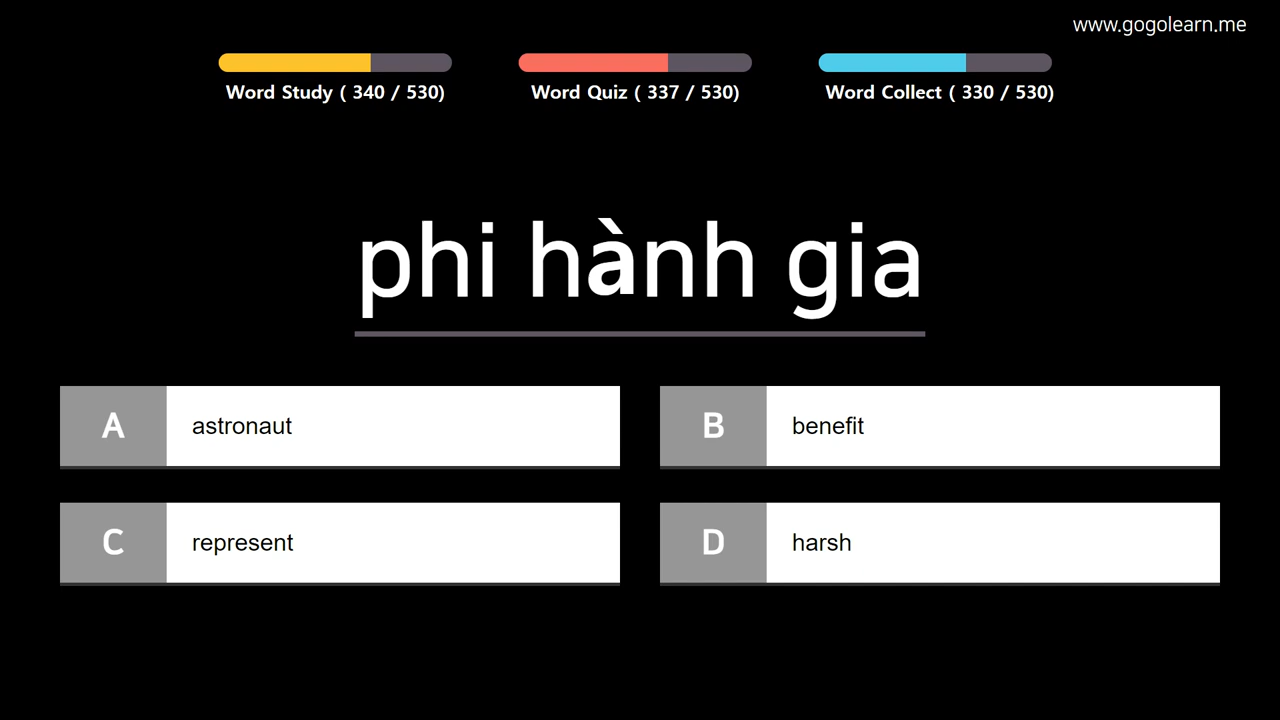 www.gogolearn.me
Word Study ( 340 / 530)
Word Quiz ( 337 / 530)
Word Collect ( 330 / 530)
phi hành gia
A astronaut
B benefit
C represent
D harsh